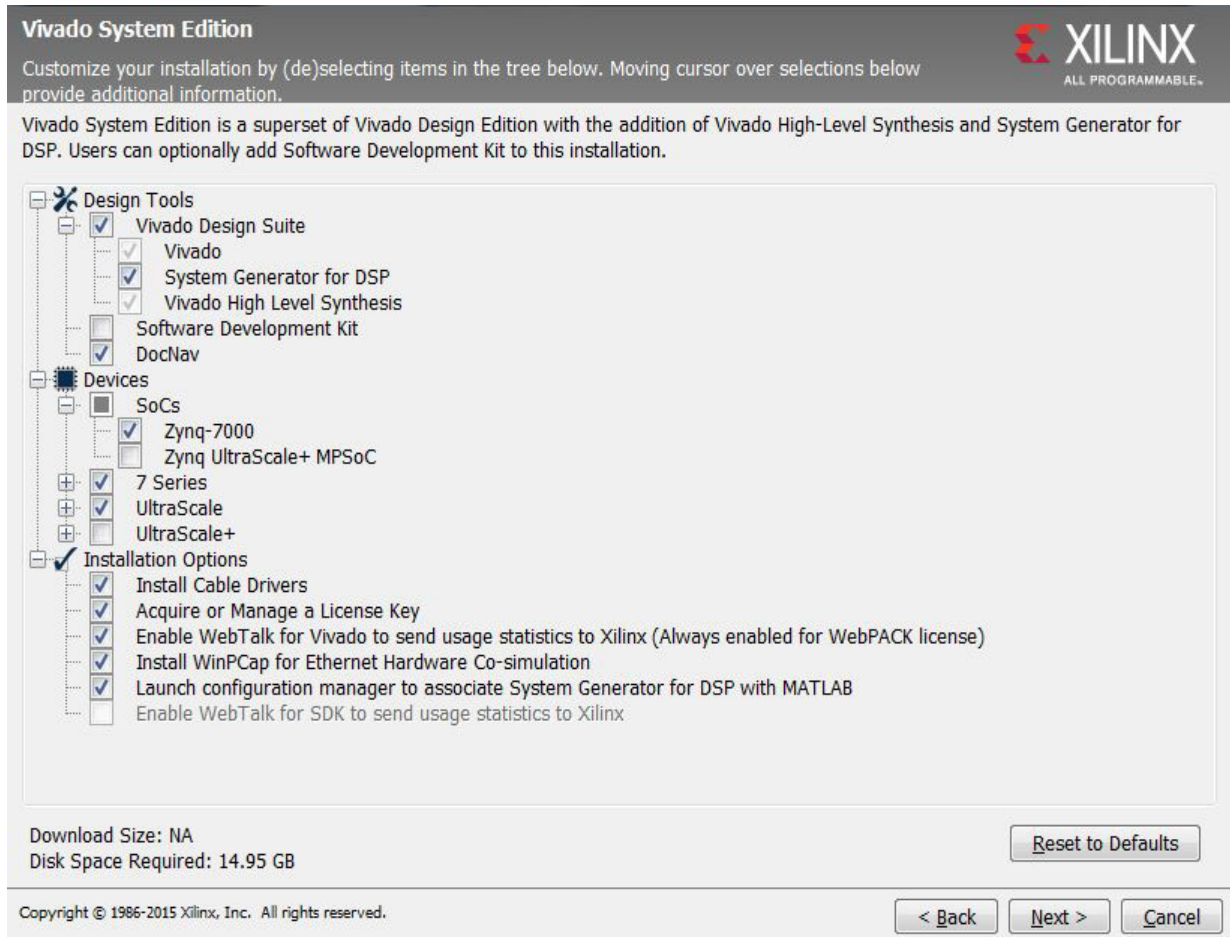 Vivado System Edition
XILINX
ALL PROGRAMMABLE™
Customize your installation by (de)selecting items in the tree below. Moving cursor over selections below
provide additional information.
Vivado System Edition is a superset of Vivado Design Edition with the addition of Vivado High-Level Synthesis and System Generator for
DSP. Users can optionally add Software Development Kit to this installation.
Design Tools
Vivado Design Suite
Vivado
System Generator for DSP
Vivado High Level Synthesis
Software Development Kit
DocNav
Devices
SoCs
Zynq-7000
Zynq UltraScale+ MPSoC
7 Series
UltraScale
UltraScale+
Installation Options
Install Cable Drivers
Acquire or Manage a License Key
Enable WebTalk for Vivado to send usage statistics to Xilinx (Always enabled for WebPACK license)
Install WinPCap for Ethernet Hardware Co-simulation
Launch configuration manager to associate System Generator for DSP with MATLAB
Enable WebTalk for SDK to send usage statistics to Xilinx
Download Size: NA
Disk Space Required: 14.95 GB
Reset to Defaults
Copyright © 1986-2015 Xilinx, Inc. All rights reserved.
< Back
Next >
Cancel